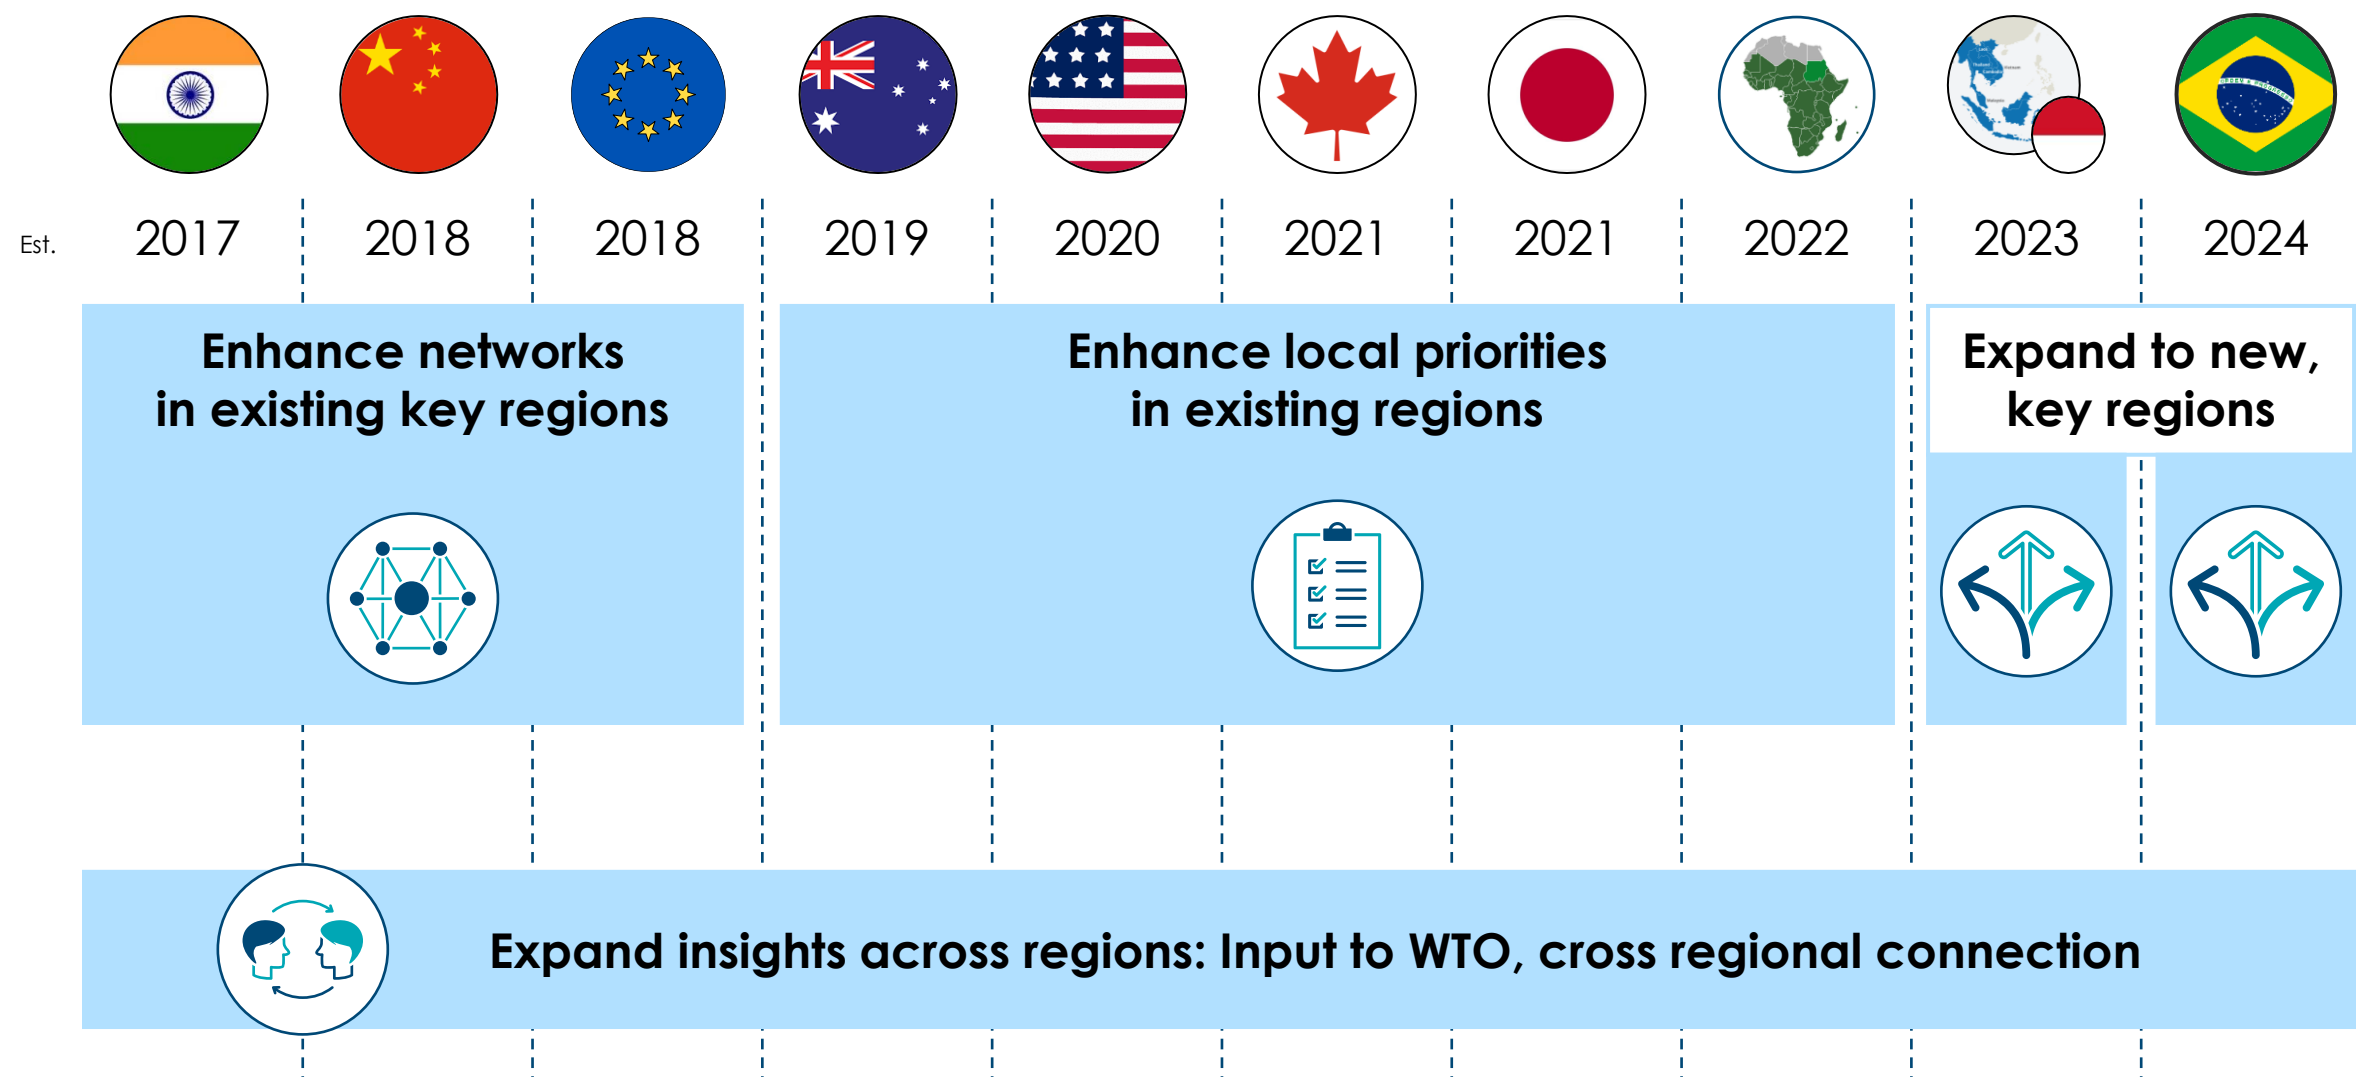 Est.
2017
2018
2018
2019
2020
2021
2021
2022
2023
2024
Enhance networks
in existing key regions
Enhance local priorities
in existing regions
Expand to new,
key regions
Expand insights across regions: Input to WTO, cross regional connection